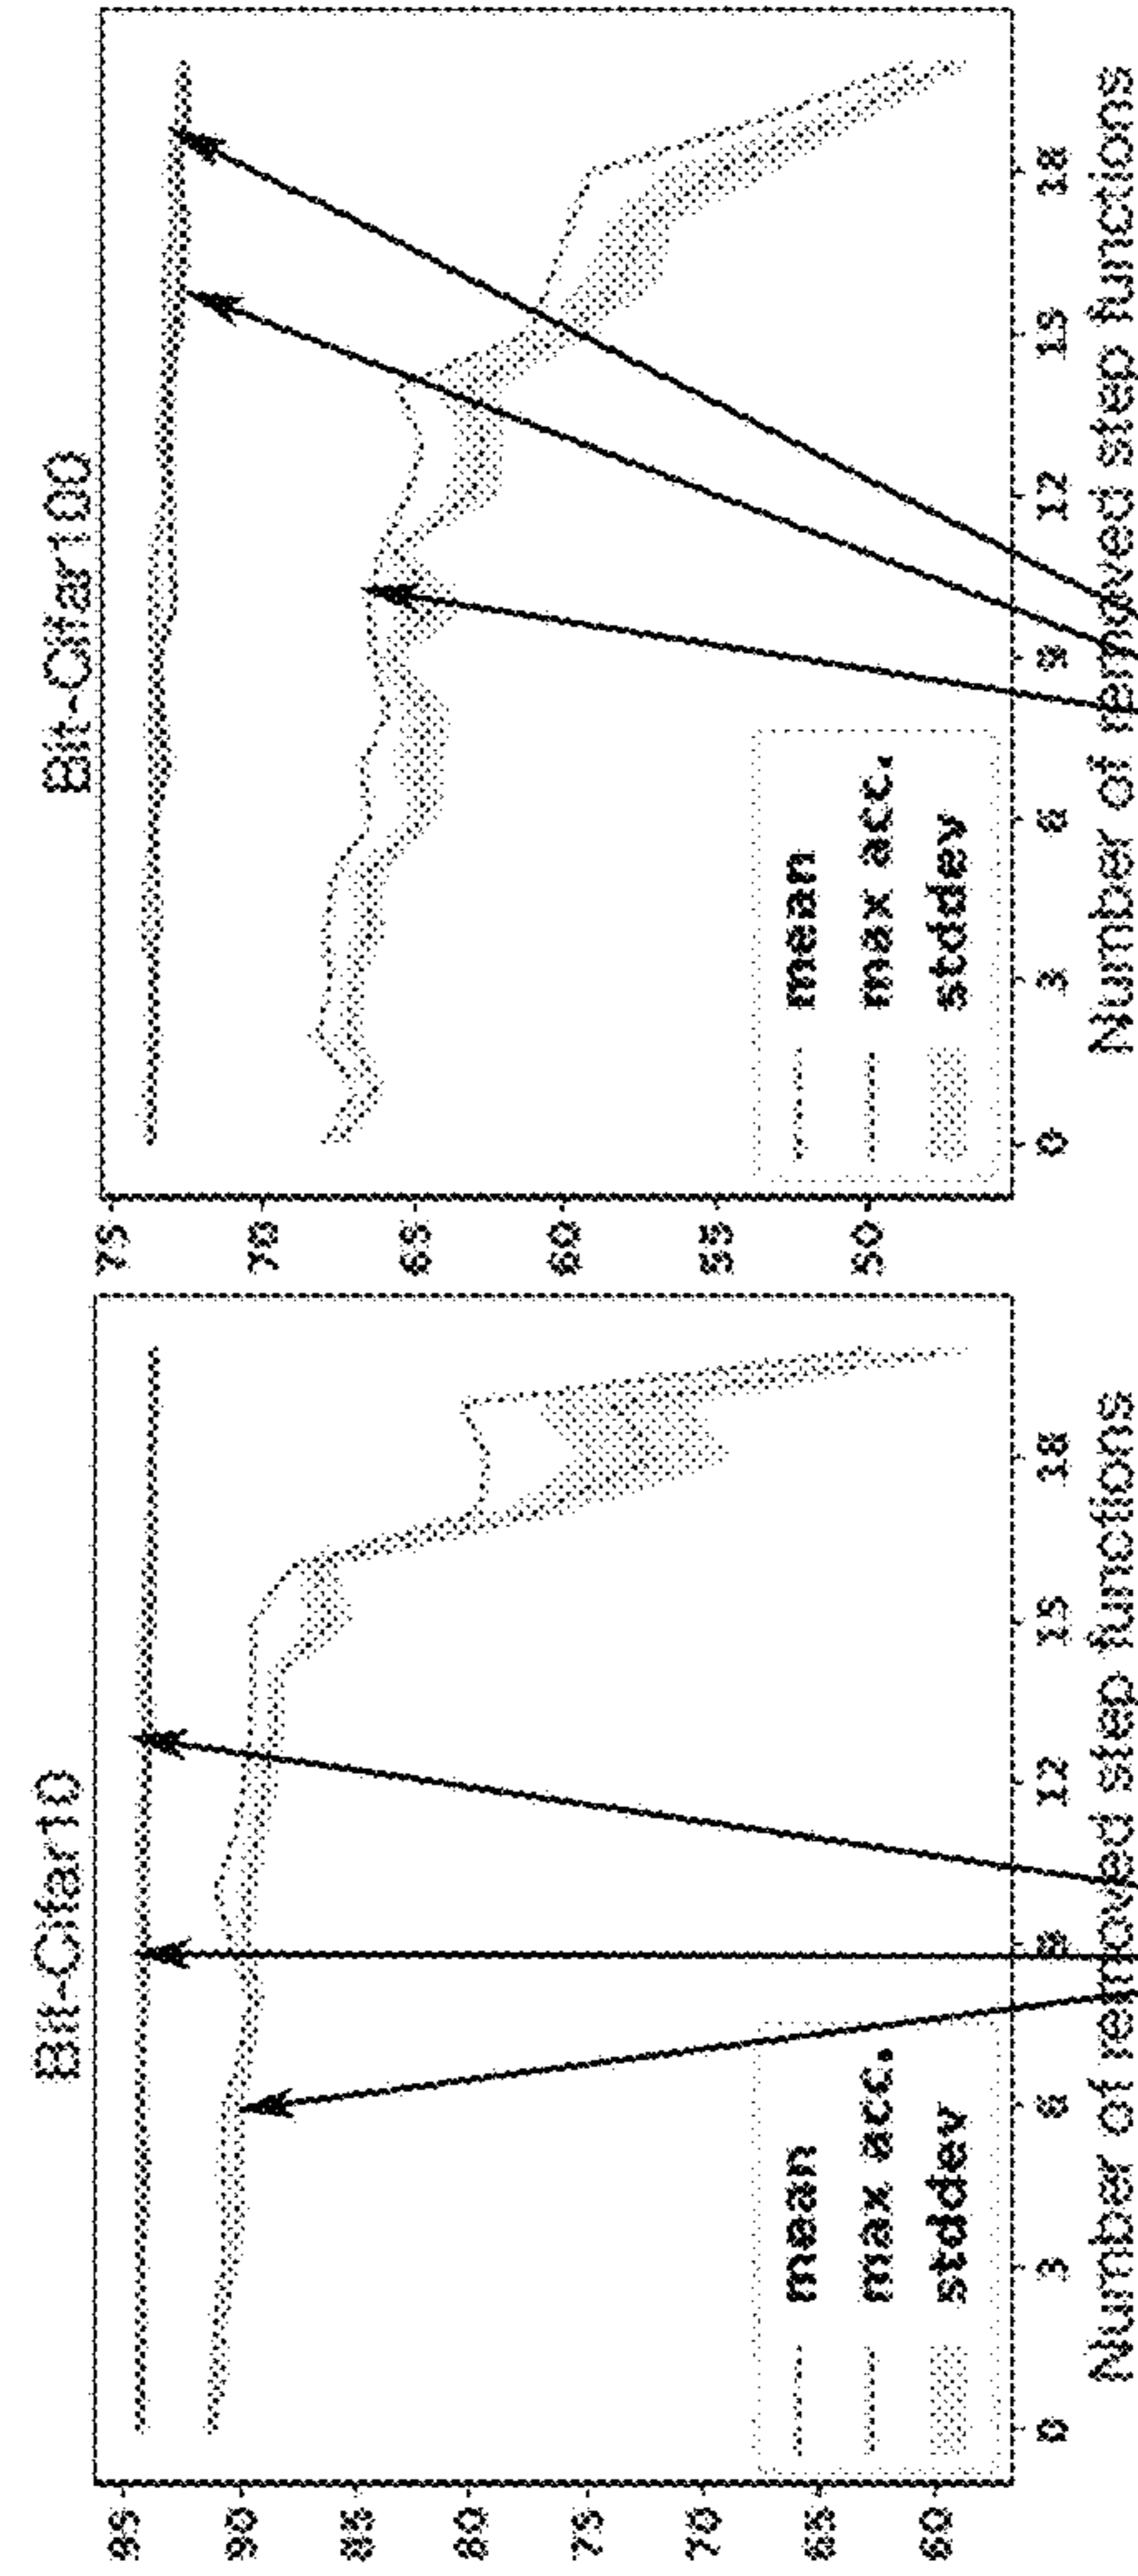 Bit-Cifar10
95
90
85
80
75
70
65
60
mean
max acc.
stddev
0 3 6 9 12 15 18
Number of removed step functions
Bit-Cifar100
75
70
65
60
55
50
mean
max acc.
stddev
0 3 6 9 12 15 18
Number of removed step functions